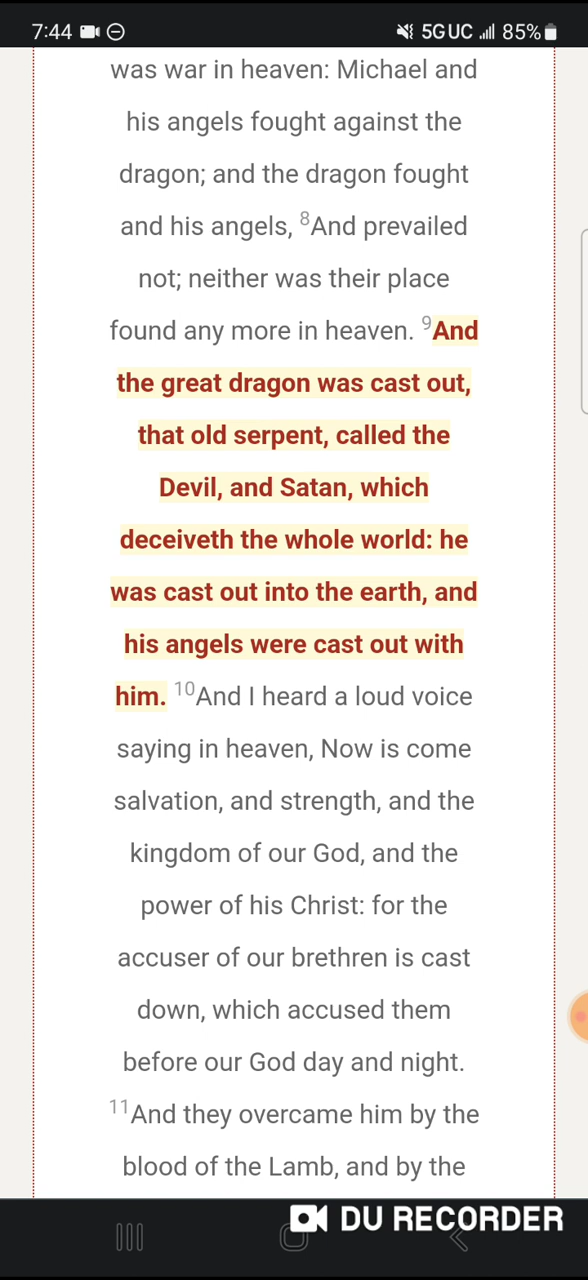 7:44
5G UC 85%
was war in heaven: Michael and
his angels fought against the
dragon; and the dragon fought
and his angels, 8And prevailed
not; neither was their place
found any more in heaven. 9And
the great dragon was cast out,
that old serpent, called the
Devil, and Satan, which
deceiveth the whole world: he
was cast out into the earth, and
his angels were cast out with
him. 10And I heard a loud voice
saying in heaven, Now is come
salvation, and strength, and the
kingdom of our God, and the
power of his Christ: for the
accuser of our brethren is cast
down, which accused them
before our God day and night.
11And they overcame him by the
blood of the Lamb, and by the
DU RECORDER